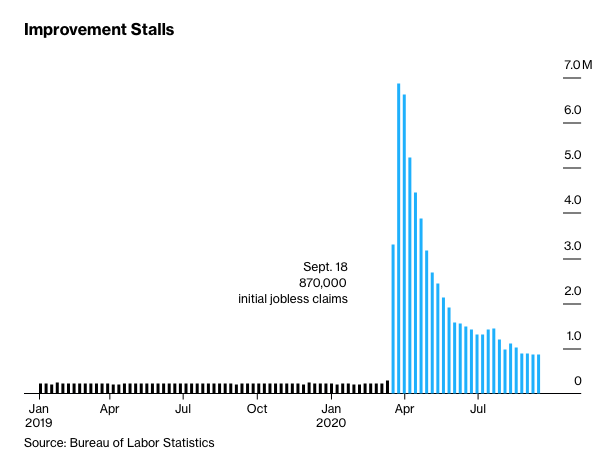 Improvement Stalls
7.0 M
6.0
5.0
4.0
3.0
Sept. 18
870,000
initial jobless claims
2.0
1.0
0
Jan Apr Jul Oct Jan Apr Jul
2019 2020
Source: Bureau of Labor Statistics